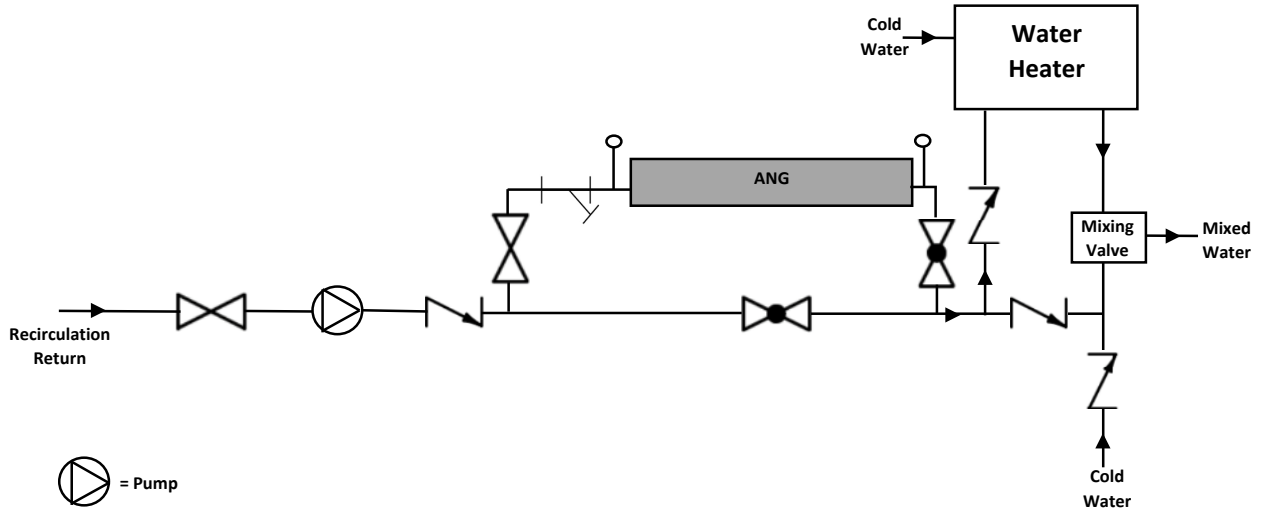 Cold
Water
Water
Heater
ANG
Mixing
Valve
Mixed
Water
Recirculation
Return
= Pump
Cold
Water